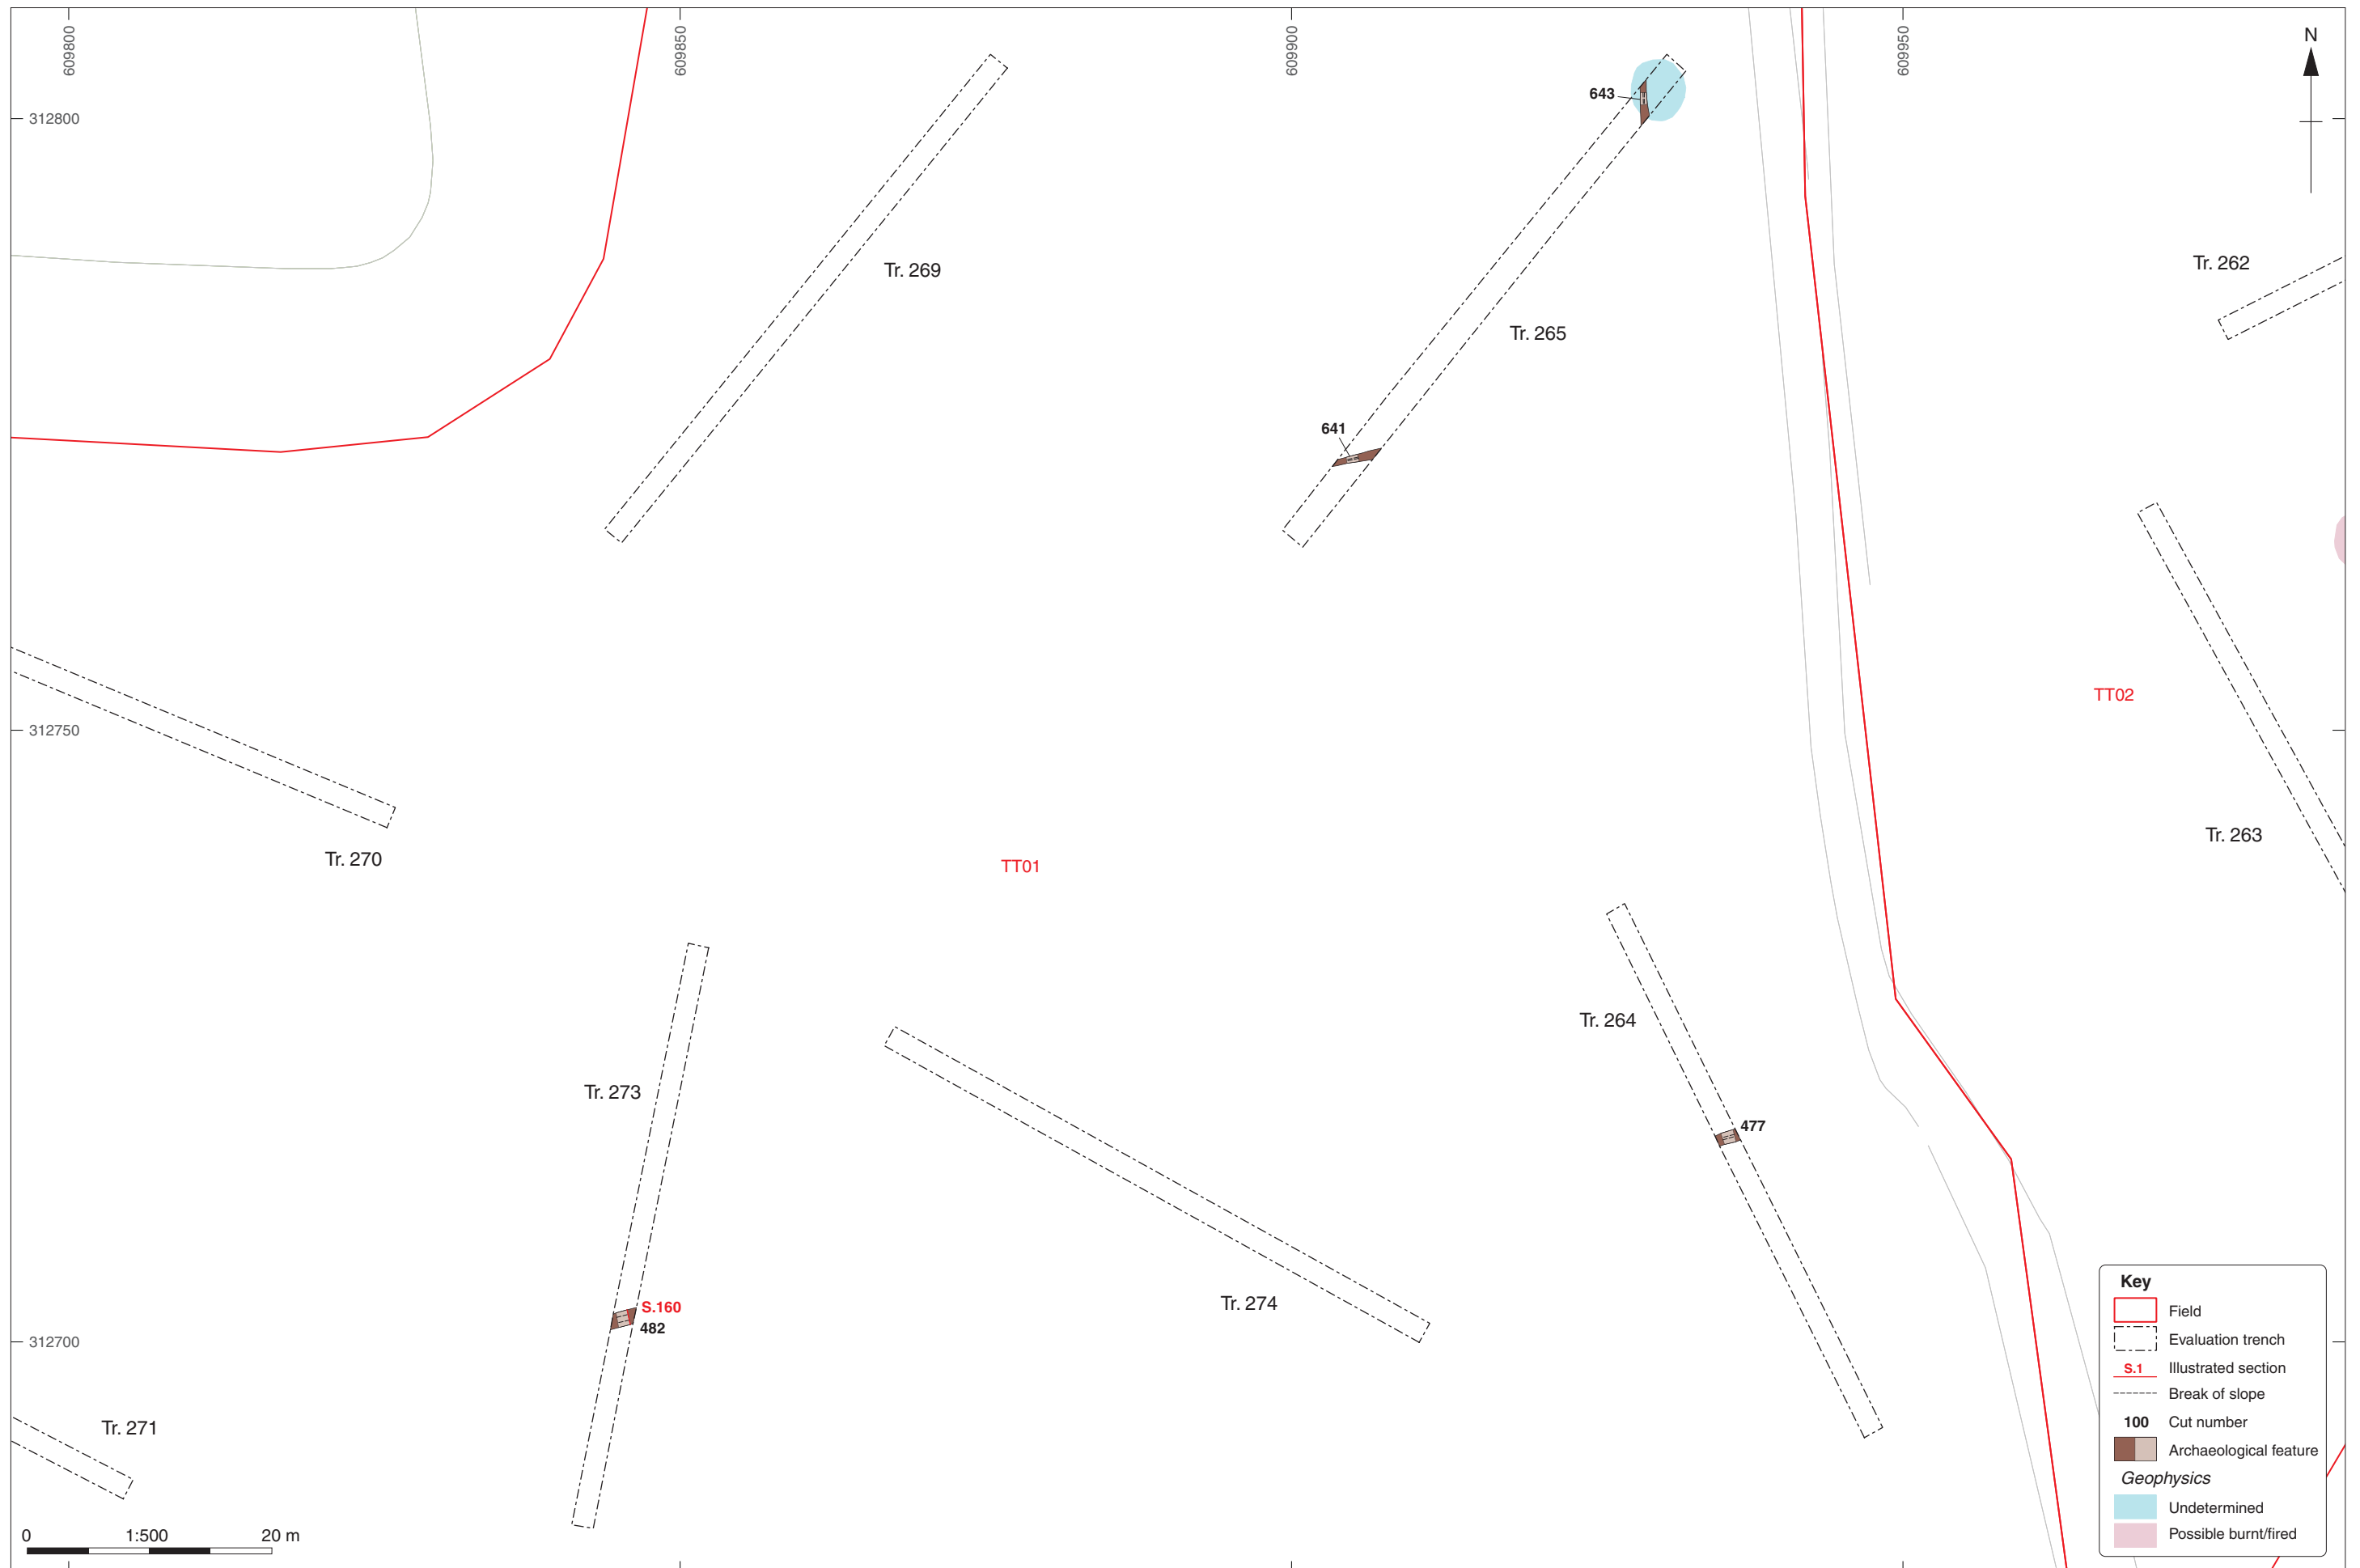 609800
609850
609900
609950
N
312800
643
Tr. 262
Tr. 269
Tr. 265
641
TT02
312750
Tr. 263
Tr. 270
TT01
Tr. 264
Tr. 273
477
Tr. 274
S.160
482
312700
Tr. 271
0 1:500 20 m
Key
Field
Evaluation trench
S.1 Illustrated section
Break of slope
100 Cut number
Archaeological feature
Geophysics
Undetermined
Possible burnt/fired